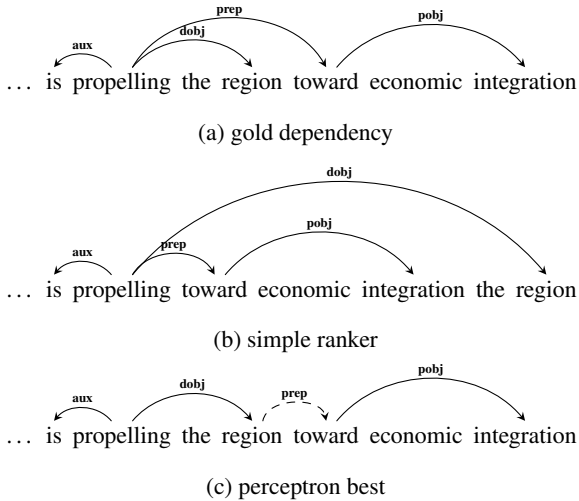 prep
aux dobj pobj
... is propelling the region toward economic integration
(a) gold dependency
dobj
aux prep pobj
... is propelling toward economic integration the region
(b) simple ranker
aux dobj prep pobj
... is propelling the region toward economic integration
(c) perceptron best